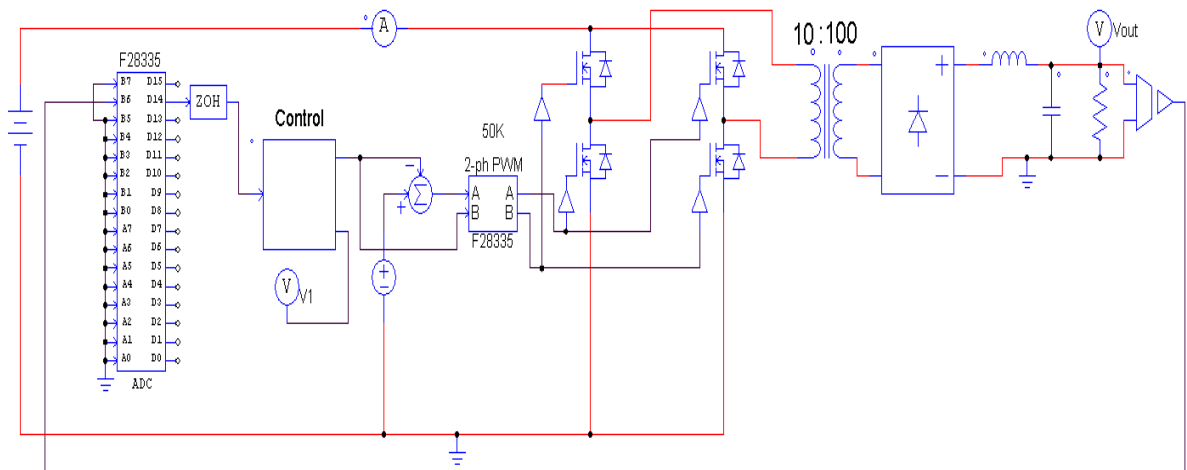 A
10:100
V
Vout
F28335
B7 D15
B6 D14
B5 D13
B4 D12
B3 D11
B2 D10
B1 D9
B0 D8
A7 D7
A6 D6
A5 D5
A4 D4
A3 D3
A2 D2
A1 D1
A0 D0
ADC
ZOH
Control
V
V1
Σ
50K
2-ph PWM
A A
B B
F28335